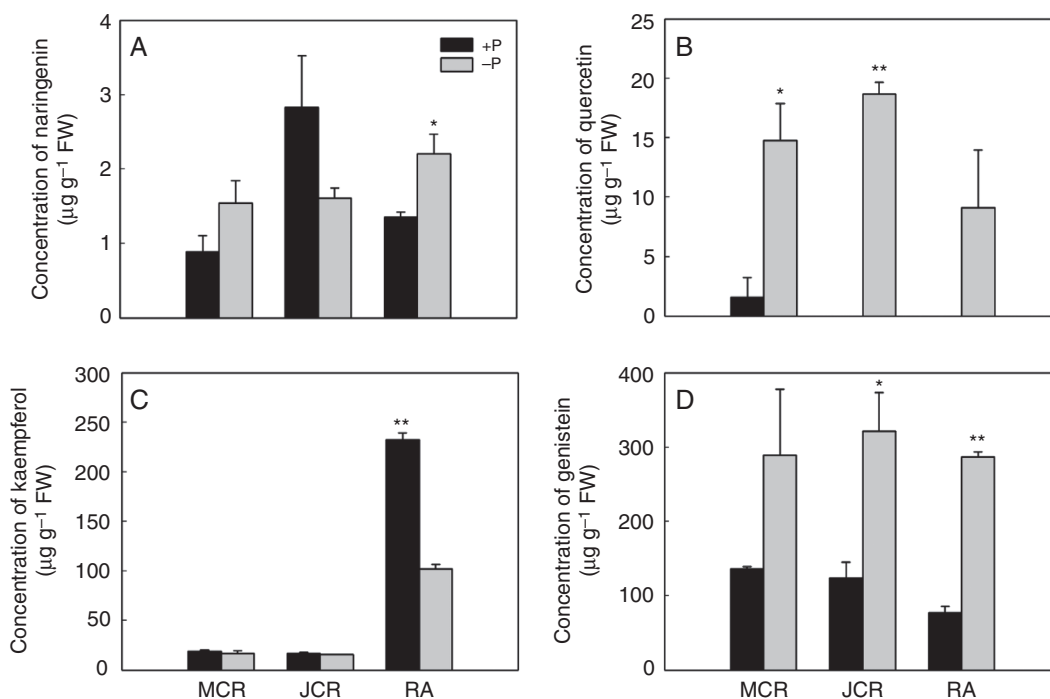 A
+P
−P
Concentration of naringenin
(µg g⁻¹ FW)
4
3
2
1
0
*
B
Concentration of quercetin
(µg g⁻¹ FW)
25
20
15
10
5
0
*
**
C
Concentration of kaempferol
(µg g⁻¹ FW)
300
250
200
150
100
50
0
**
MCR JCR RA
D
Concentration of genistein
(µg g⁻¹ FW)
400
300
200
100
0
*
**
MCR JCR RA